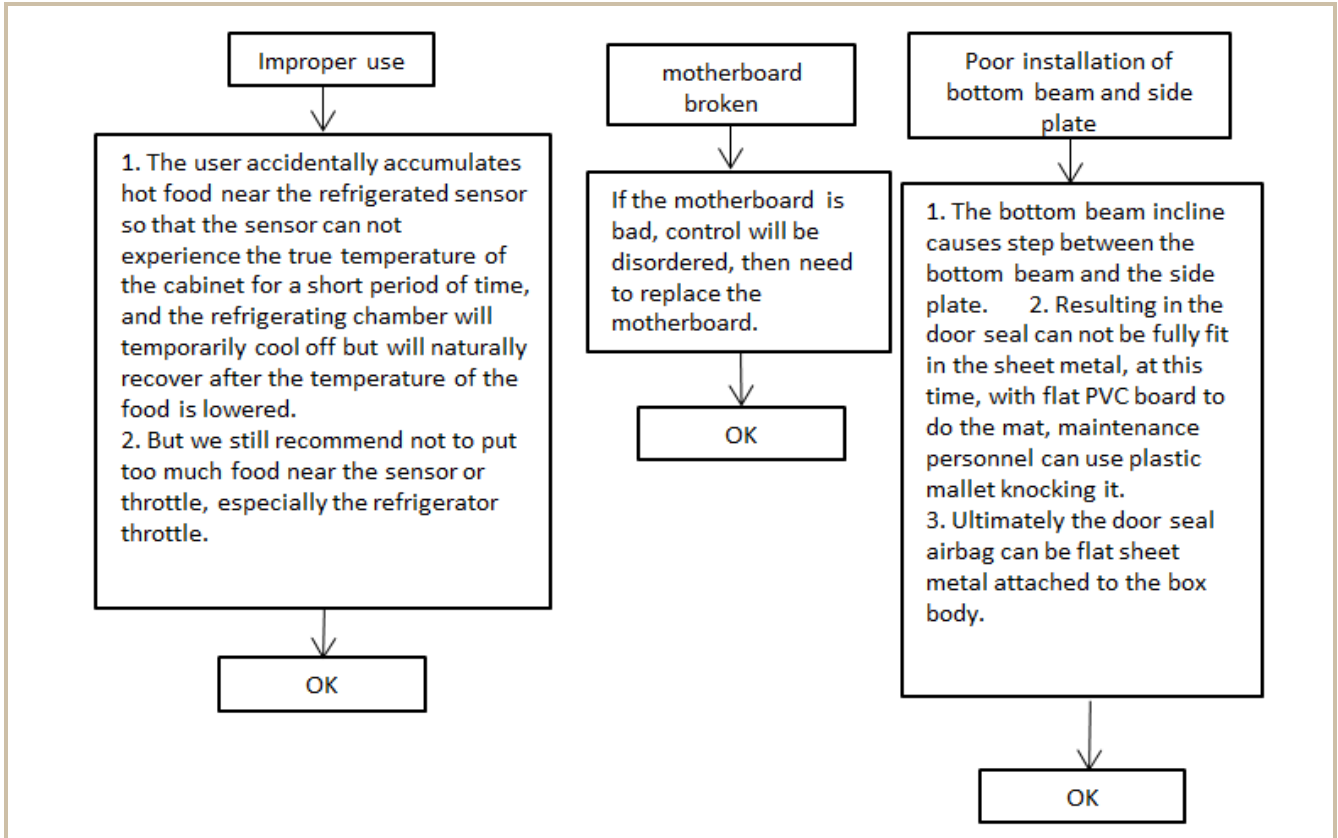 Improper use
1. The user accidentally accumulates
hot food near the refrigerated sensor
so that the sensor can not
experience the true temperature of
the cabinet for a short period of time,
and the refrigerating chamber will
temporarily cool off but will naturally
recover after the temperature of the
food is lowered.
2. But we still recommend not to put
too much food near the sensor or
throttle, especially the refrigerator
throttle.
OK
motherboard
broken
If the motherboard is
bad, control will be
disordered, then need
to replace the
motherboard.
OK
Poor installation of
bottom beam and side
plate
1. The bottom beam incline
causes step between the
bottom beam and the side
plate. 2. Resulting in the
door seal can not be fully fit
in the sheet metal, at this
time, with flat PVC board to
do the mat, maintenance
personnel can use plastic
mallet knocking it.
3. Ultimately the door seal
airbag can be flat sheet
metal attached to the box
body.
OK